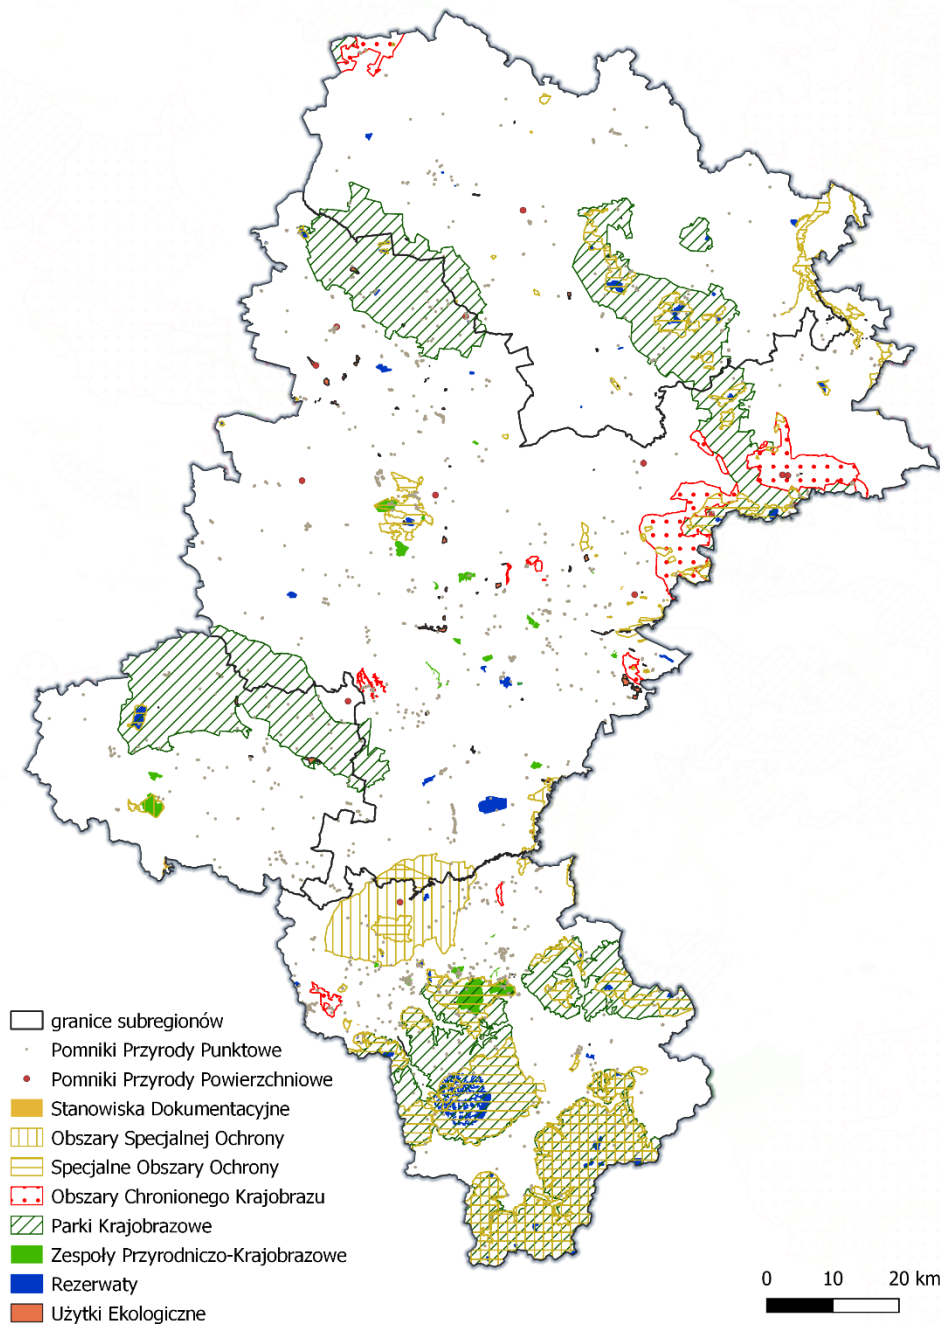 granice subregionów
Pomniki Przyrody Punktowe
Pomniki Przyrody Powierzchniowe
Stanowiska Dokumentacyjne
Obszary Specjalnej Ochrony
Specjalne Obszary Ochrony
Obszary Chronionego Krajobrazu
Parki Krajobrazowe
Zespoły Przyrodniczo-Krajobrazowe
Rezerwaty
Użytki Ekologiczne
0 10 20 km